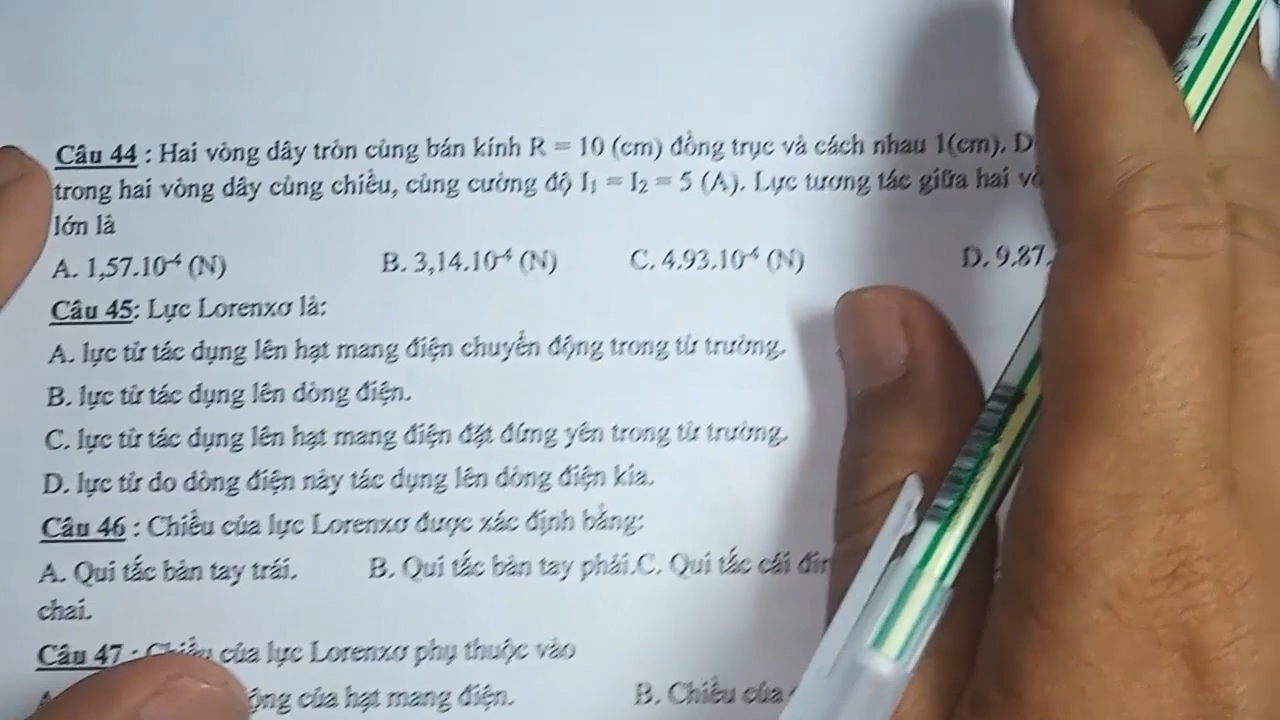 Câu 44 : Hai vòng dây tròn cùng bán kính R = 10 (cm) đồng trục và cách nhau 1(cm). D
trong hai vòng dây cùng chiều, cùng cường độ I₁ = I₂ = 5 (A). Lực tương tác giữa hai
lớn là
A. 1,57.10⁻⁴ (N) B. 3,14.10⁻⁴ (N) C. 4.93.10⁻⁴ (N) D. 9.87.
Câu 45: Lực Lorenxơ là:
A. lực từ tác dụng lên hạt mang điện chuyển động trong từ trường.
B. lực từ tác dụng lên dòng điện.
C. lực từ tác dụng lên hạt mang điện đặt đứng yên trong từ trường.
D. lực từ do dòng điện này tác dụng lên dòng điện kia.
Câu 46 : Chiều của lực Lorenxơ được xác định bằng:
A. Qui tắc bàn tay trái. B. Qui tắc bàn tay phải.C. Qui tắc cái
chai.
Câu 47 : Chiều của lực Lorenxơ phụ thuộc vào
của hạt mang điện. B. Chiều của